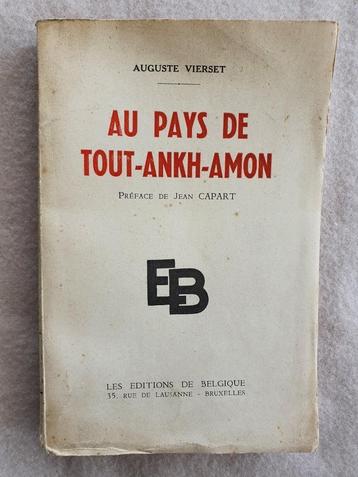 AUGUSTE VIERSET
AU PAYS DE
TOUT-ANKH-AMON
PRÉFACE DE JEAN CAPART
EB
LES EDITIONS DE BELGIQUE
35, RUE DE LAUSANNE - BRUXELLES